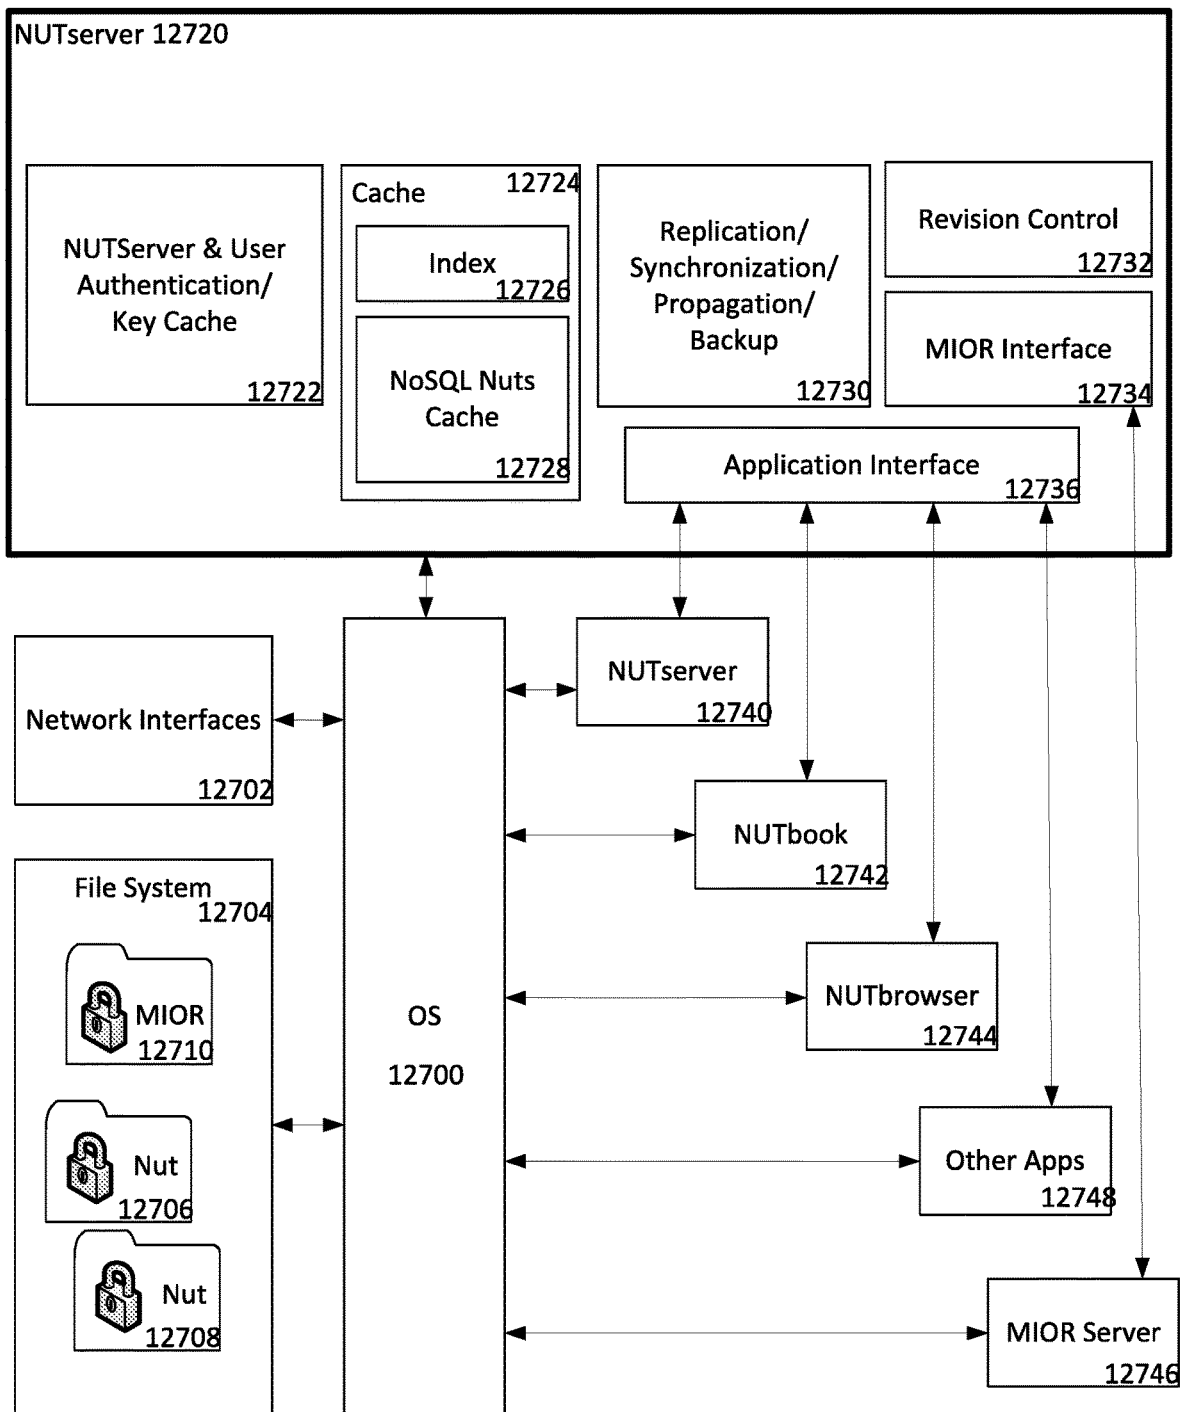 NUTserver 12720
NUTServer & User
Authentication/
Key Cache
12722
Cache
12724
Index
12726
NoSQL Nuts
Cache
12728
Replication/
Synchronization/
Propagation/
Backup
12730
Revision Control
12732
MIOR Interface
12734
Application Interface
12736
Network Interfaces
12702
File System
12704
MIOR
12710
Nut
12706
Nut
12708
OS
12700
NUTserver
12740
NUTbook
12742
NUTbrowser
12744
Other Apps
12748
MIOR Server
12746